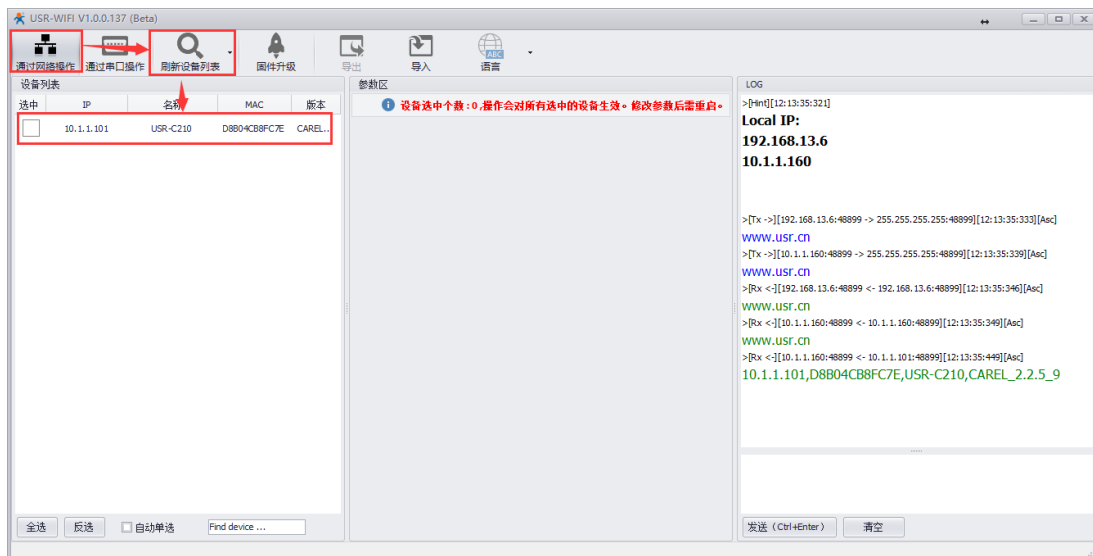 USR-WIFI V1.0.0.137 (Beta)
通过网络操作 通过串口操作 刷新设备列表 固件升级 导出 导入 ABC 语言
设备列表
选中 IP 名称 MAC 版本
10.1.1.101 USR-C210 D8B04CB8FC7E CAREL..
全选 反选 自动单选 Find device ...
参数区
设备选中个数:0,操作会对所有选中的设备生效。修改参数后需重启。
LOG
>[Hint][12:13:35:321]
Local IP:
192.168.13.6
10.1.1.160
>[Tx ->][192.168.13.6:48899 -> 255.255.255.255:48899][12:13:35:333][Asc]
www.usr.cn
>[Tx ->][10.1.1.160:48899 -> 255.255.255.255:48899][12:13:35:339][Asc]
www.usr.cn
>[Rx <-][192.168.13.6:48899 <- 192.168.13.6:48899][12:13:35:346][Asc]
www.usr.cn
>[Rx <-][10.1.1.160:48899 <- 10.1.1.160:48899][12:13:35:349][Asc]
www.usr.cn
>[Rx <-][10.1.1.160:48899 <- 10.1.1.101:48899][12:13:35:449][Asc]
10.1.1.101,D8B04CB8FC7E,USR-C210,CAREL_2.2.5_9
发送（Ctrl+Enter） 清空